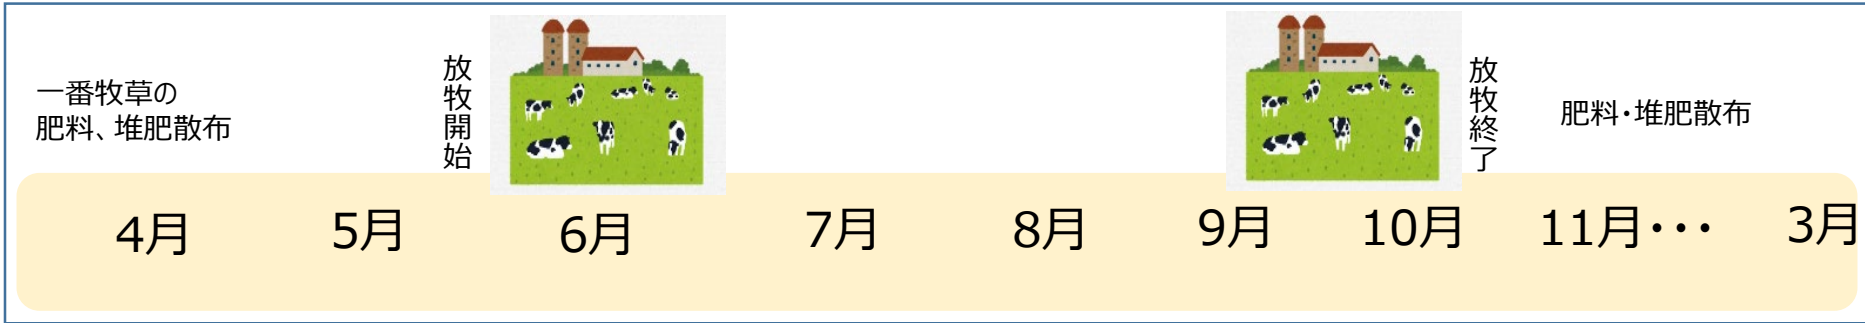 一番牧草の
肥料、堆肥散布
放牧開始
放牧終了
肥料・堆肥散布
4月
5月
6月
7月
8月
9月
10月
11月・・・
3月